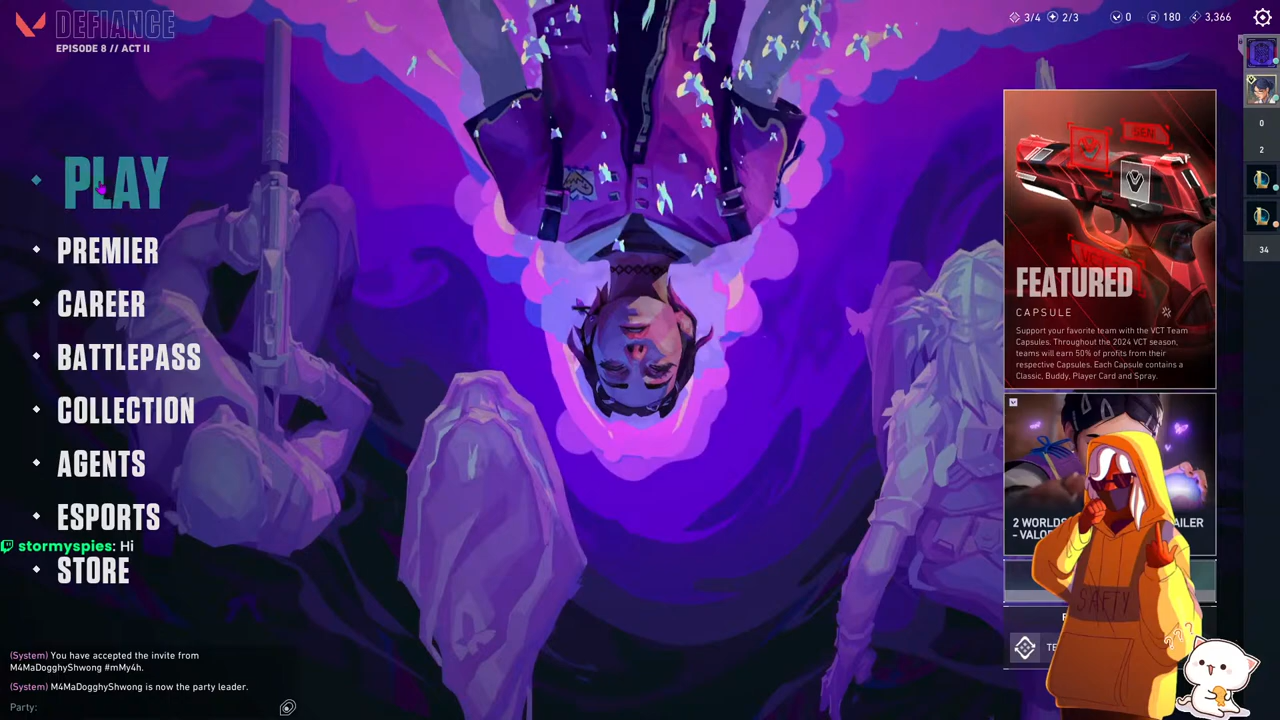 DEFIANCE
EPISODE 8 // ACT II
3/4 2/3 0 180 3,366
PLAY
PREMIER
CAREER
BATTLEPASS
COLLECTION
AGENTS
ESPORTS
stormyspies: Hi
STORE
(System) You have accepted the invite from
M4MaDogghyShwong #mMy4h.
(System) M4MaDogghyShwong is now the party leader.
Party:
SEN
FEATURED
CAPSULE
Support your favorite team with the VCT Team
Capsules. Throughout the 2024 VCT season,
teams will earn 50% of profits from their
respective Capsules. Each Capsule contains a
Classic, Buddy, Player Card and Spray.
2 WORLDS
SAFTY
???
0
2
34